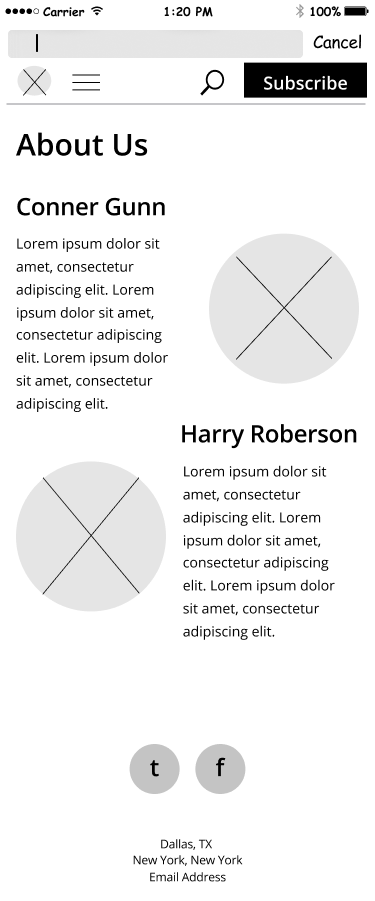 Carrier 1:20 PM 100%
Cancel
Subscribe
About Us
Conner Gunn
Lorem ipsum dolor sit
amet, consectetur
adipiscing elit. Lorem
ipsum dolor sit amet,
consectetur adipiscing
elit. Lorem ipsum dolor
sit amet, consectetur
adipiscing elit.
Harry Roberson
Lorem ipsum dolor sit
amet, consectetur
adipiscing elit. Lorem
ipsum dolor sit amet,
consectetur adipiscing
elit. Lorem ipsum dolor
sit amet, consectetur
adipiscing elit.
t f
Dallas, TX
New York, New York
Email Address